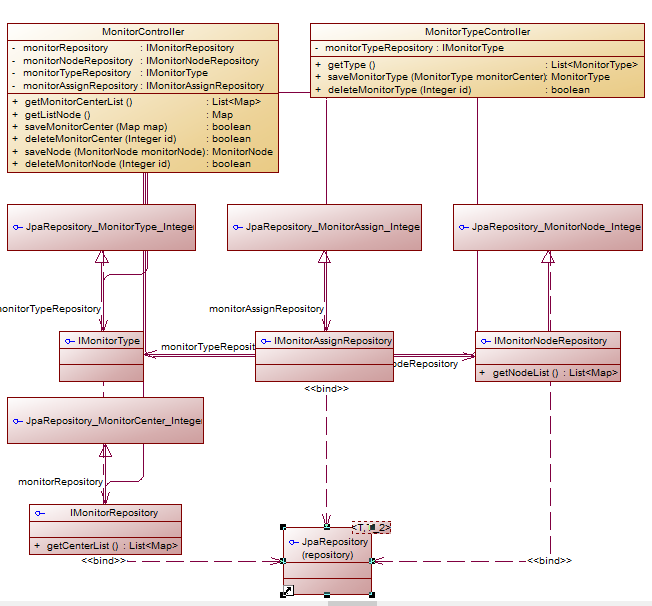 MonitorController
- monitorRepository : IMonitorRepository
- monitorNodeRepository : IMonitorNodeRepository
- monitorTypeRepository : IMonitorType
- monitorAssignRepository : IMonitorAssignRepository
+ getMonitorCenterList () : List<Map>
+ getListNode () : Map
+ saveMonitorCenter (Map map) : boolean
+ deleteMonitorCenter (Integer id) : boolean
+ saveNode (MonitorNode monitorNode) : MonitorNode
+ deleteMonitorNode (Integer id) : boolean
MonitorTypeController
- monitorTypeRepository : IMonitorType
+ getType () : List<MonitorType>
+ saveMonitorType (MonitorType monitorCenter) : MonitorType
+ deleteMonitorType (Integer id) : boolean
JpaRepository_MonitorType_Integer
JpaRepository_MonitorAssign_Intege
JpaRepository_MonitorNode_Intege
onitorTypeRepository
monitorAssignRepository
IMonitorType
monitorTypeReposit
IMonitorAssignRepository
odeRepository
IMonitorNodeRepository
+ getNodeList () : List<Map>
<<bind>>
JpaRepository_MonitorCenter_Integer
monitorRepository
IMonitorRepository
+ getCenterList () : List<Map>
<<bind>>
JpaRepository
(repository)
<<bind>>